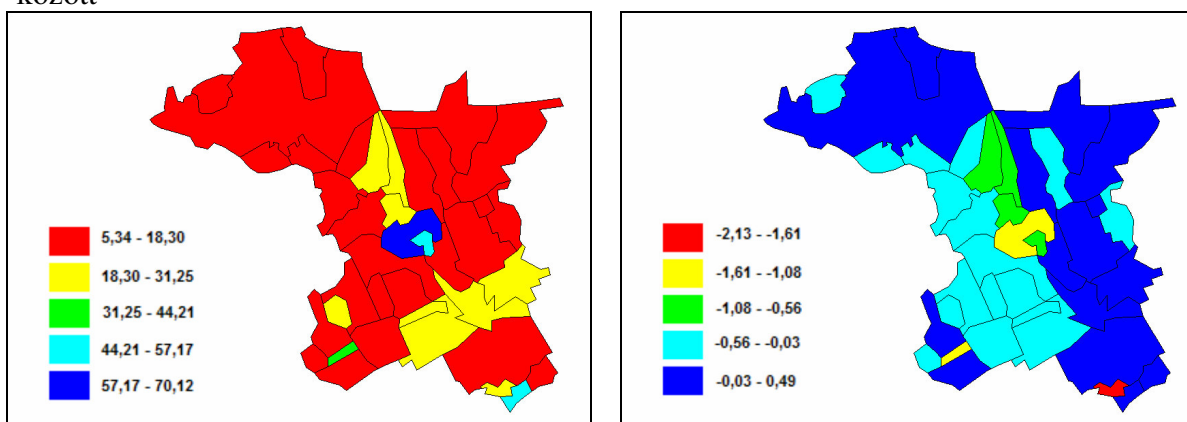 között
5,34 - 18,30
18,30 - 31,25
31,25 - 44,21
44,21 - 57,17
57,17 - 70,12
-2,13 - -1,61
-1,61 - -1,08
-1,08 - -0,56
-0,56 - -0,03
-0,03 - 0,49